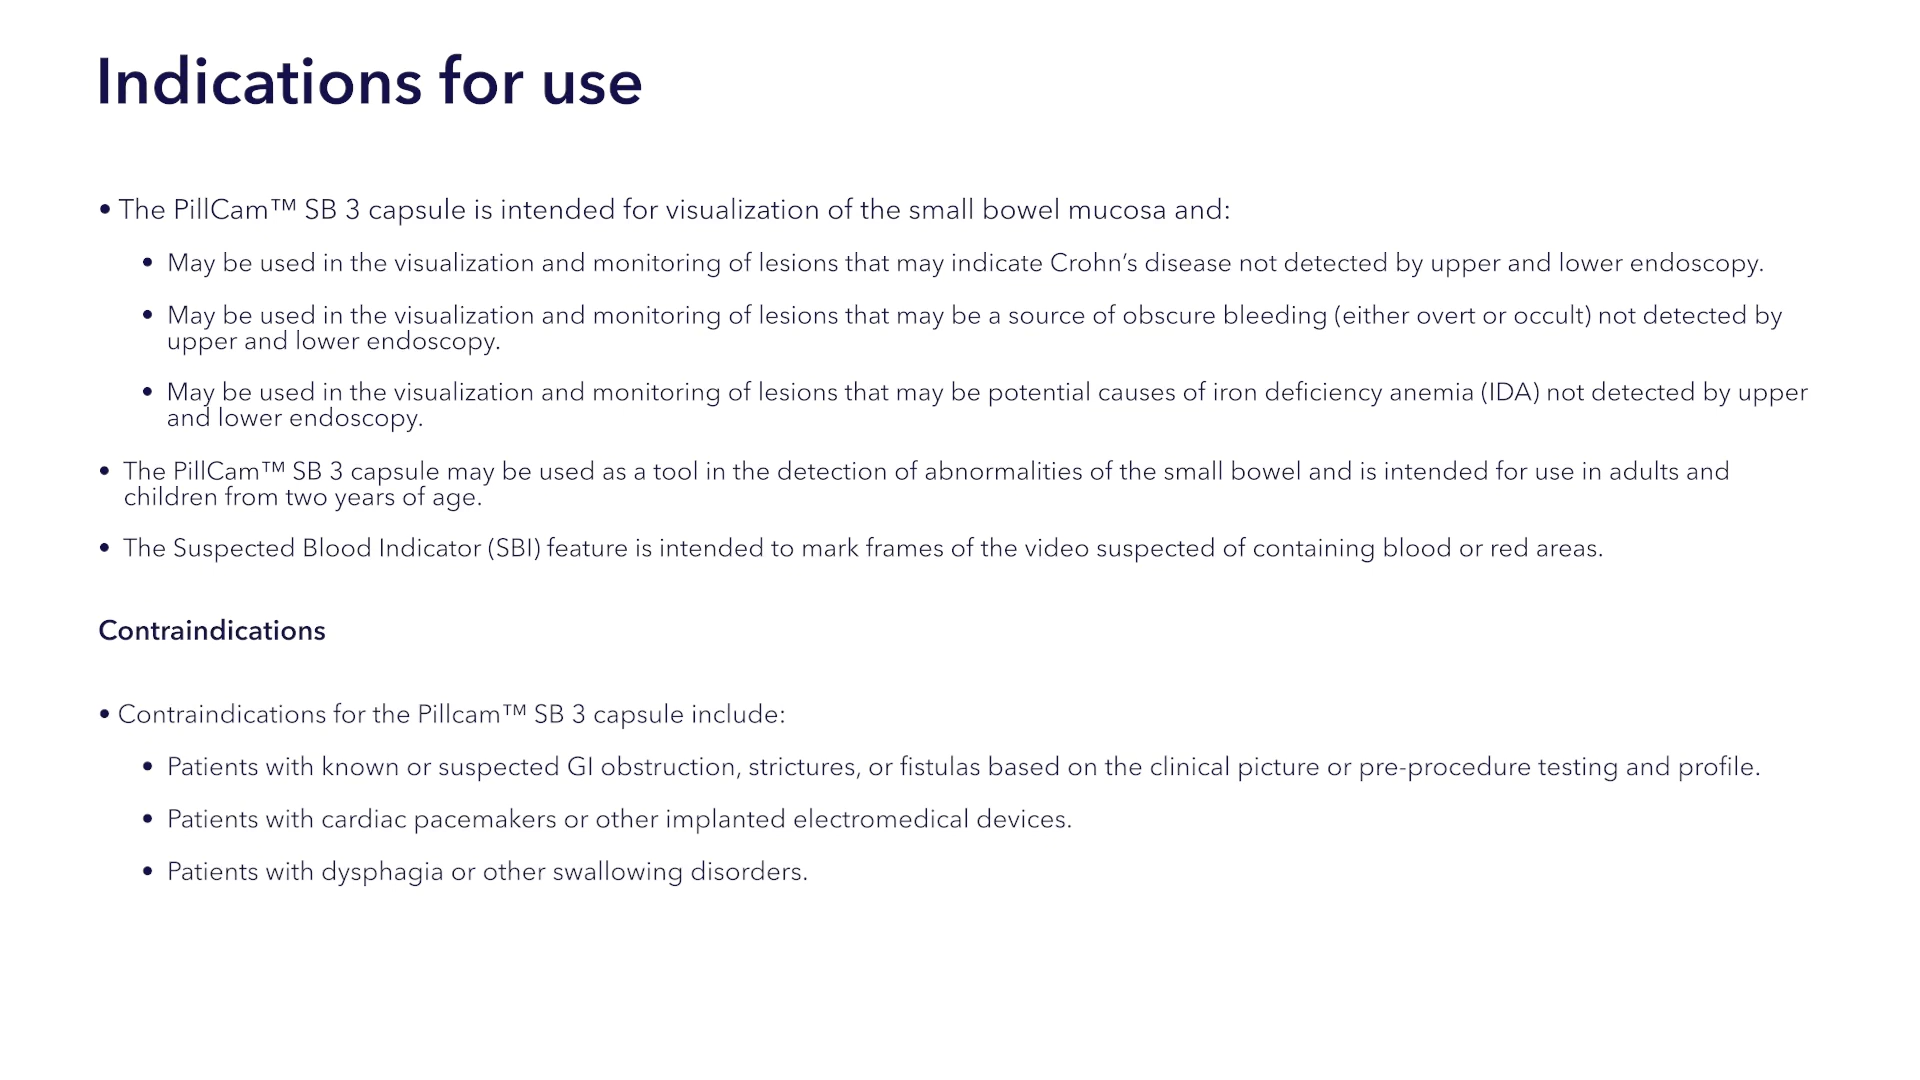 Indications for use
• The PillCam™ SB 3 capsule is intended for visualization of the small bowel mucosa and:
• May be used in the visualization and monitoring of lesions that may indicate Crohn’s disease not detected by upper and lower endoscopy.
• May be used in the visualization and monitoring of lesions that may be a source of obscure bleeding (either overt or occult) not detected by
upper and lower endoscopy.
• May be used in the visualization and monitoring of lesions that may be potential causes of iron deficiency anemia (IDA) not detected by upper
and lower endoscopy.
• The PillCam™ SB 3 capsule may be used as a tool in the detection of abnormalities of the small bowel and is intended for use in adults and
children from two years of age.
• The Suspected Blood Indicator (SBI) feature is intended to mark frames of the video suspected of containing blood or red areas.
Contraindications
• Contraindications for the Pillcam™ SB 3 capsule include:
• Patients with known or suspected GI obstruction, strictures, or fistulas based on the clinical picture or pre-procedure testing and profile.
• Patients with cardiac pacemakers or other implanted electromedical devices.
• Patients with dysphagia or other swallowing disorders.